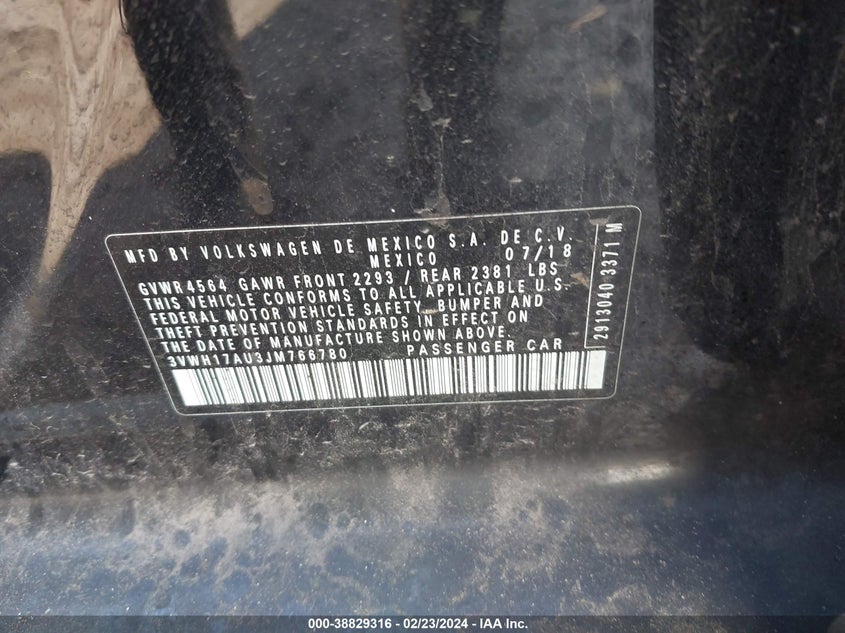 MFD BY VOLKSWAGEN DE MEXICO S.A. DE C.V.
MEXICO 07/18
GVWR4564 GAWR FRONT 2293 / REAR 2381 LBS
THIS VEHICLE CONFORMS TO ALL APPLICABLE U.S.
FEDERAL MOTOR VEHICLE SAFETY, BUMPER AND
THEFT PREVENTION STANDARDS IN EFFECT ON
THE DATE OF MANUFACTURE SHOWN ABOVE.
3VWH17AU3JM766780 PASSENGER CAR
2913040 3371 M
000-38829316 - 02/23/2024 - IAA Inc.